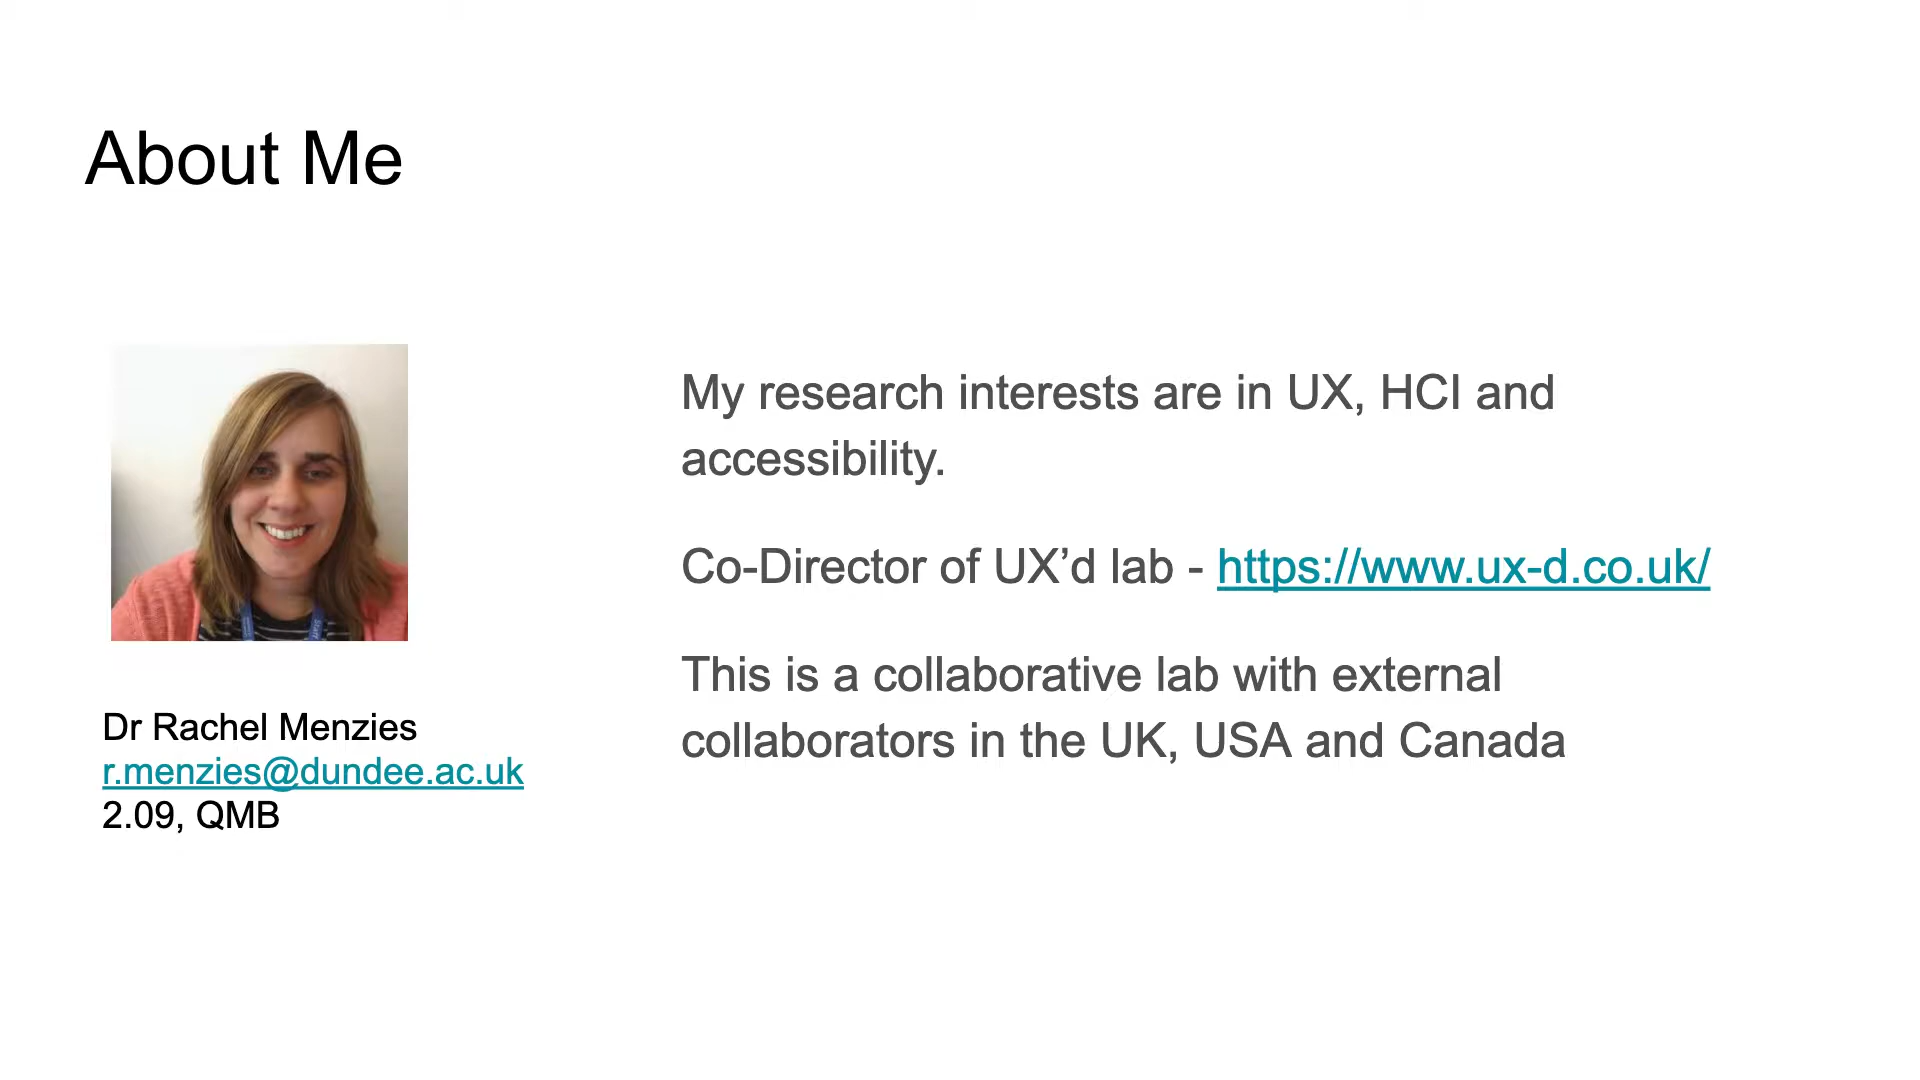 About Me
My research interests are in UX, HCI and
accessibility.
Co-Director of UX’d lab - https://www.ux-d.co.uk/
This is a collaborative lab with external
collaborators in the UK, USA and Canada
Dr Rachel Menzies
r.menzies@dundee.ac.uk
2.09, QMB